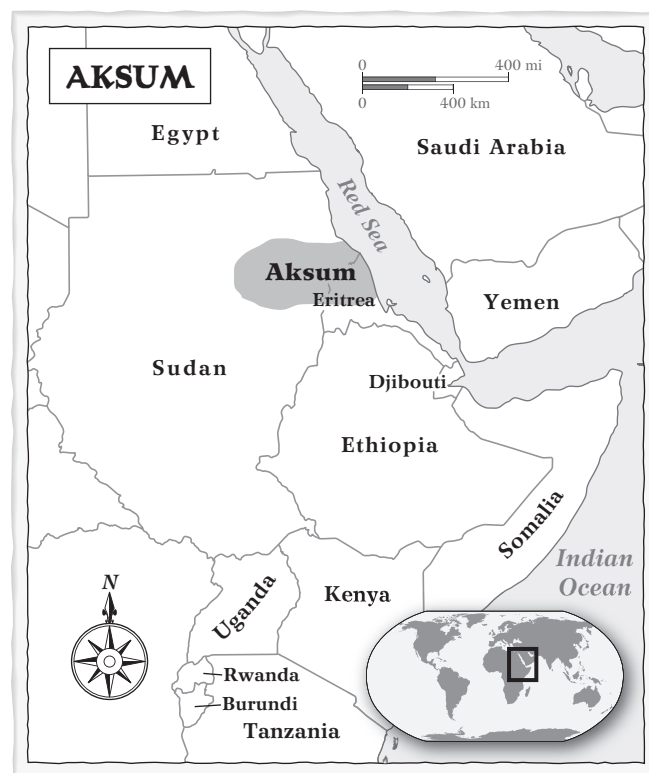 AKSUM
0 400 mi
0 400 km
Egypt
Saudi Arabia
Red Sea
Aksum
Eritrea
Yemen
Sudan
Djibouti
Ethiopia
Somalia
Indian
Ocean
N
Uganda
Kenya
Rwanda
Burundi
Tanzania